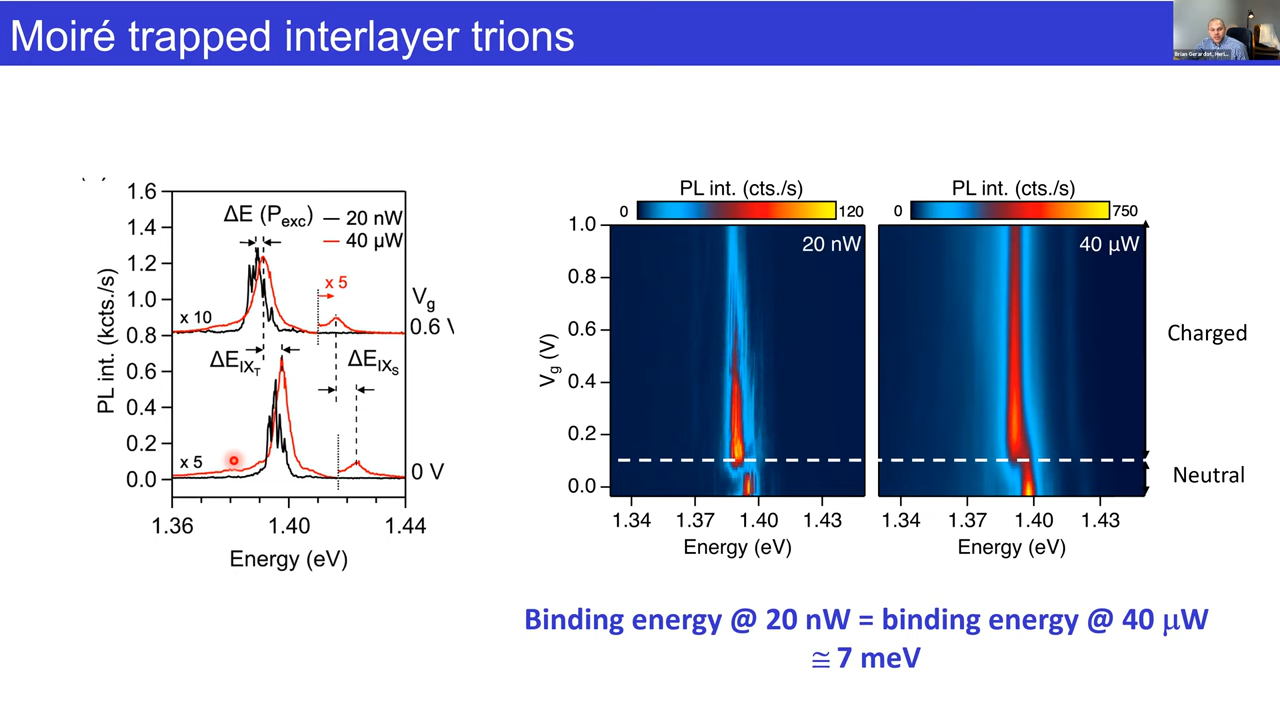 Moiré trapped interlayer trions
Brian Gerardot, Heri...
1.6
1.4
1.2
1.0
0.8
0.6
0.4
0.2
0.0
PL int. (kcts./s)
ΔE (Pexc)
20 nW
40 µW
x 5
x 10
Vg
0.6 V
ΔEIXT
ΔEIXS
x 5
0 V
1.36
1.40
1.44
Energy (eV)
PL int. (cts./s)
0
120
20 nW
1.0
0.8
0.6
0.4
0.2
0.0
Vg (V)
1.34
1.37
1.40
1.43
Energy (eV)
PL int. (cts./s)
0
750
40 µW
1.34
1.37
1.40
1.43
Energy (eV)
Charged
Neutral
Binding energy @ 20 nW = binding energy @ 40 µW
≅ 7 meV